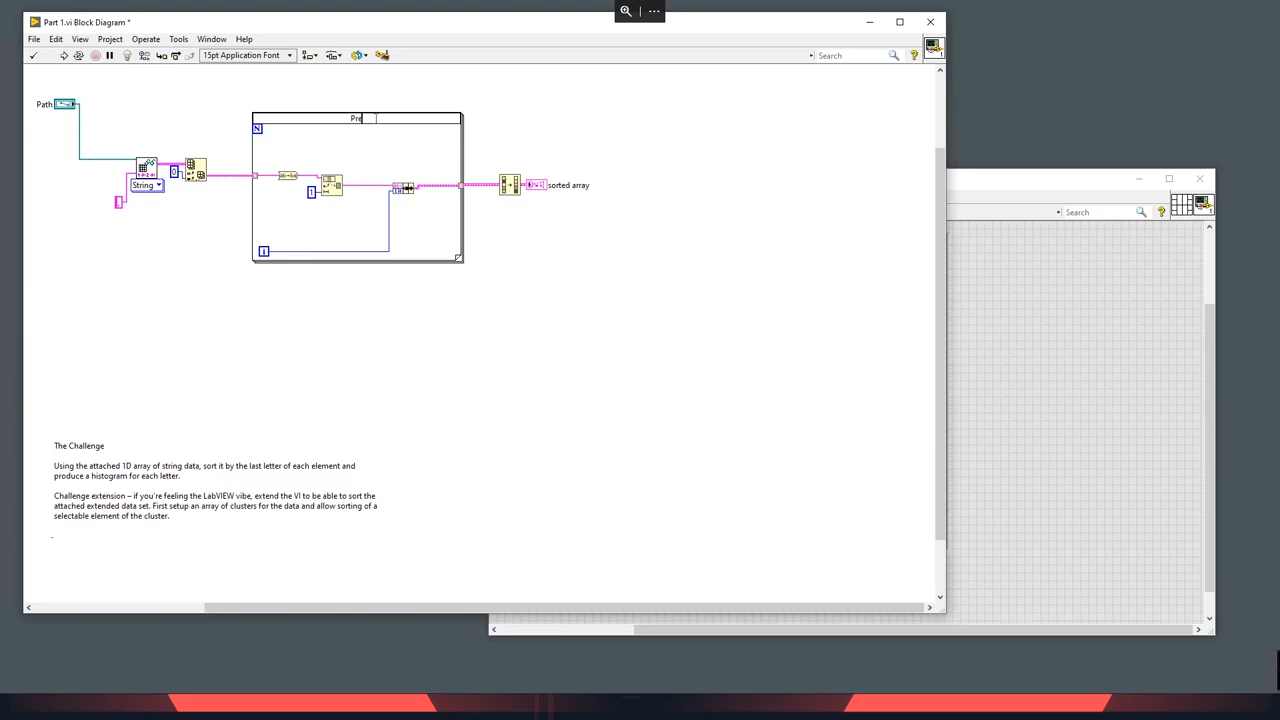 Part 1.vi Block Diagram *
File Edit View Project Operate Tools Window Help
15pt Application Font
Search
Path
Pre
N
0
String
1
i
sorted array
Search
The Challenge
Using the attached 1D array of string data, sort it by the last letter of each element and
produce a histogram for each letter.
Challenge extension – if you're feeling the LabVIEW vibe, extend the VI to be able to sort the
attached extended data set. First setup an array of clusters for the data and allow sorting of a
selectable element of the cluster.